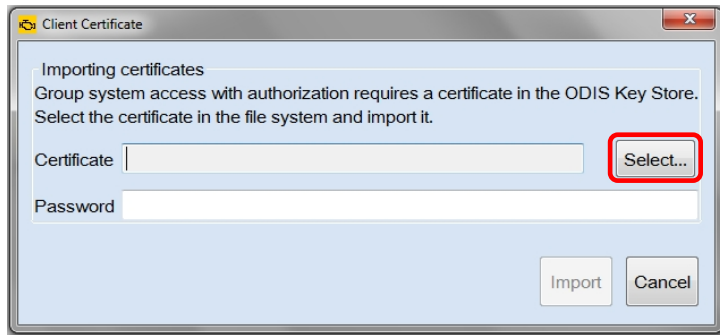 Client Certificate
Importing certificates
Group system access with authorization requires a certificate in the ODIS Key Store.
Select the certificate in the file system and import it.
Certificate Select...
Password
Import Cancel